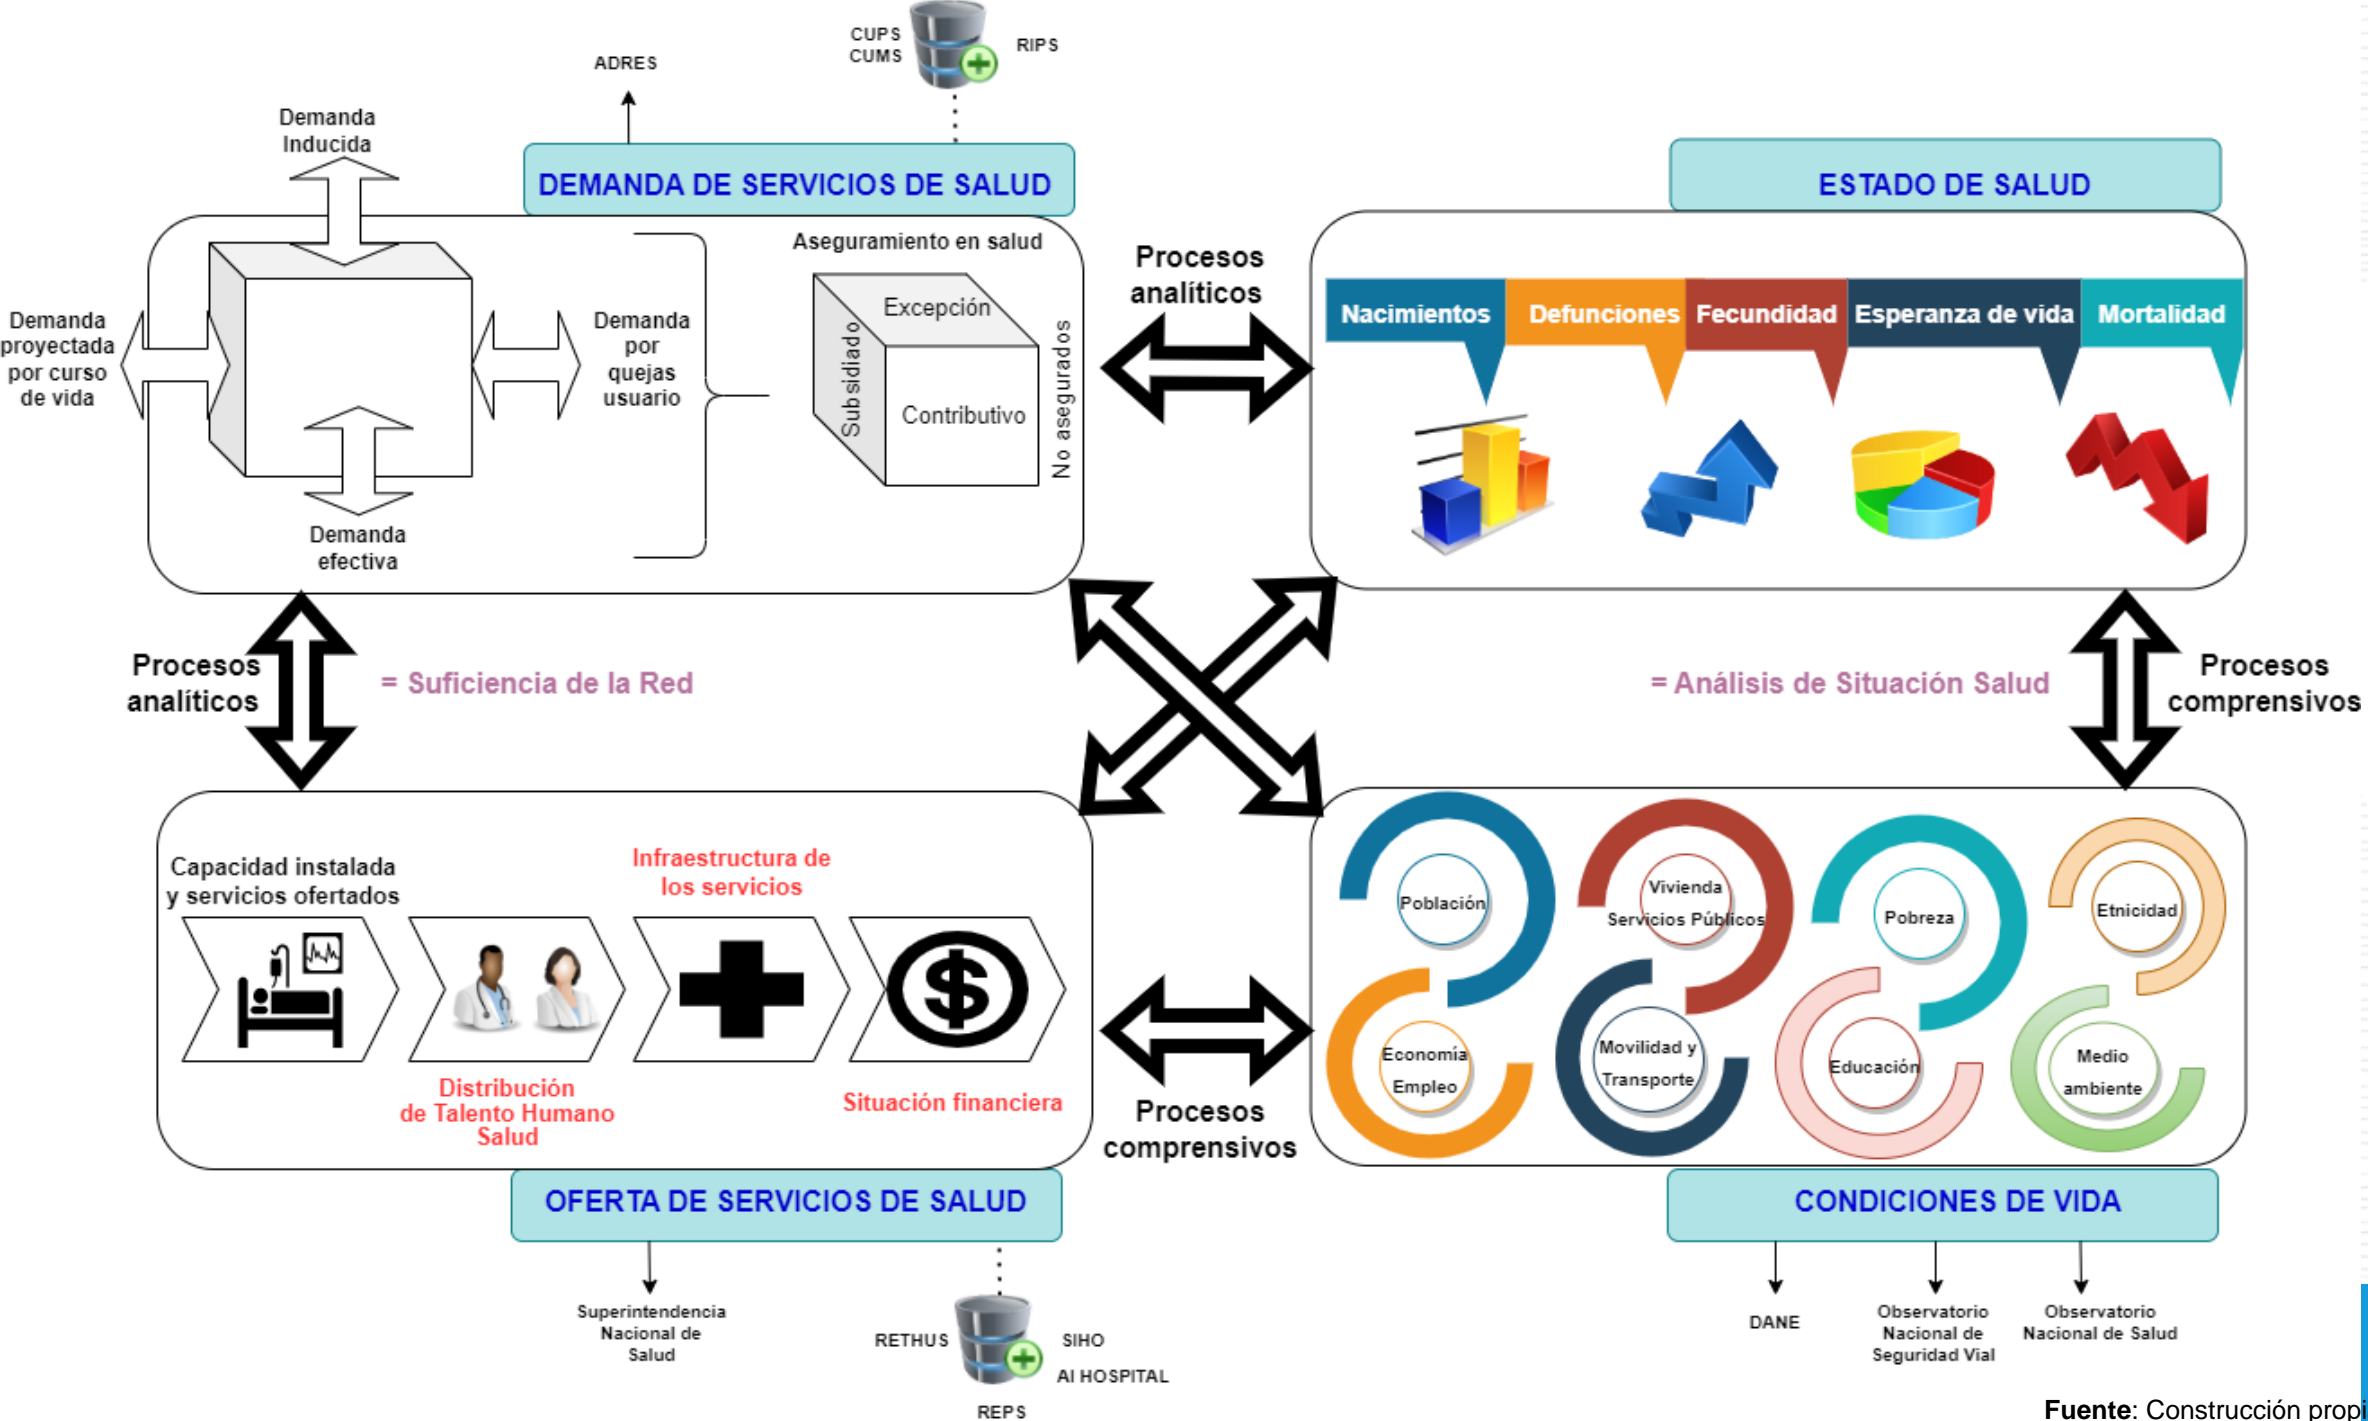 CUPS
CUMS
RIPS
ADRES
DEMANDA DE SERVICIOS DE SALUD
Demanda
Inducida
Demanda
proyectada
por curso
de vida
Demanda
por
quejas
usuario
Demanda
efectiva
Aseguramiento en salud
Excepción
Subsidiado
Contributivo
No asegurados
Procesos
analíticos
ESTADO DE SALUD
Nacimientos
Defunciones
Fecundidad
Esperanza de vida
Mortalidad
Procesos
analíticos
= Suficiencia de la Red
= Análisis de Situación Salud
Procesos
comprensivos
Capacidad instalada
y servicios ofertados
Infraestructura de
los servicios
Distribución
de Talento Humano
Salud
Situación financiera
OFERTA DE SERVICIOS DE SALUD
Superintendencia
Nacional de
Salud
RETHUS
SIHO
AI HOSPITAL
REPS
Procesos
comprensivos
Población
Vivienda
Servicios Públicos
Pobreza
Etnicidad
Economía
Empleo
Movilidad y
Transporte
Educación
Medio
ambiente
CONDICIONES DE VIDA
DANE
Observatorio
Nacional de
Seguridad Vial
Observatorio
Nacional de Salud
Fuente: Construcción propi